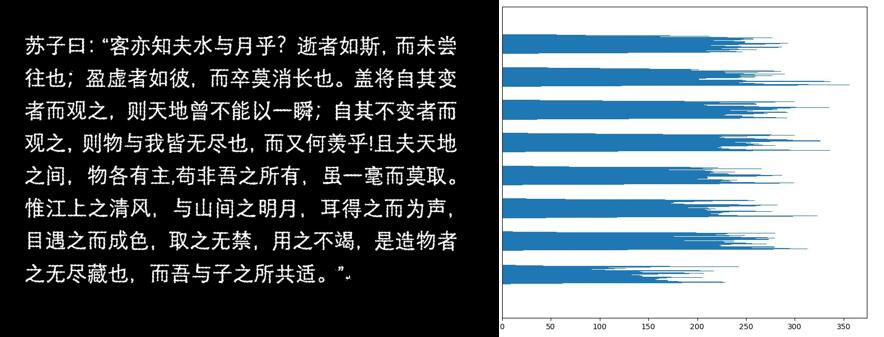 苏子曰：“客亦知夫水与月乎？逝者如斯，而未尝
往也；盈虚者如彼，而卒莫消长也。盖将自其变
者而观之，则天地曾不能以一瞬；自其不变者而
观之，则物与我皆无尽也，而又何羡乎!且夫天地
之间，物各有主,苟非吾之所有，虽一毫而莫取。
惟江上之清风，与山间之明月，耳得之而为声，
目遇之而成色，取之无禁，用之不竭，是造物者
之无尽藏也，而吾与子之所共适。”
0 50 100 150 200 250 300 350